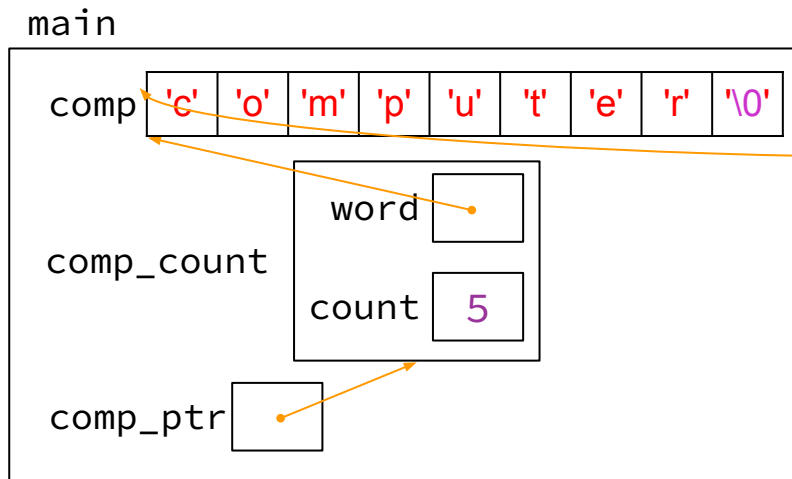 main
comp 'c' 'o' 'm' 'p' 'u' 't' 'e' 'r' '\0'
word
comp_count
count 5
comp_ptr